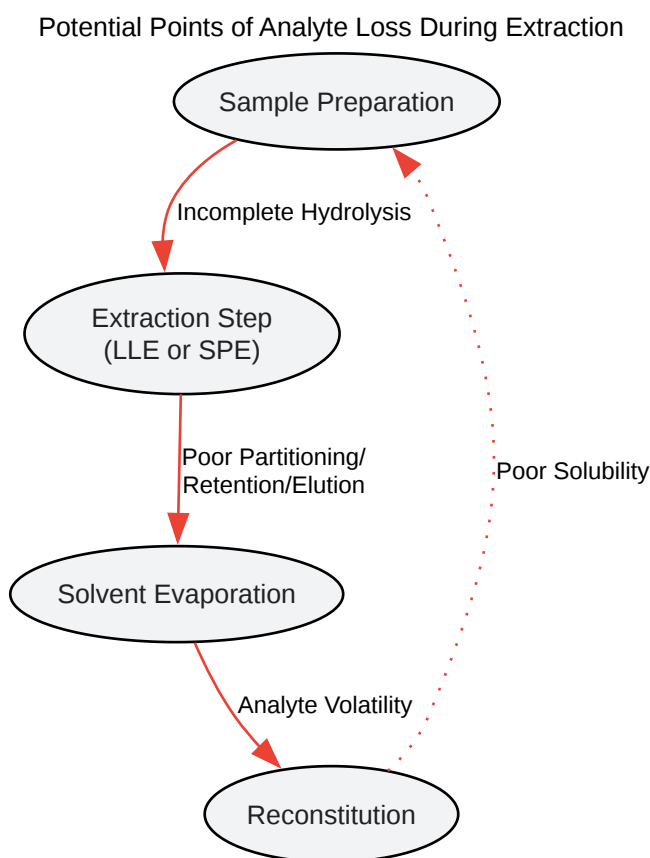 Potential Points of Analyte Loss During Extraction
Sample Preparation
Incomplete Hydrolysis
Extraction Step
(LLE or SPE)
Poor Partitioning/
Retention/Elution
Poor Solubility
Solvent Evaporation
Analyte Volatility
Reconstitution